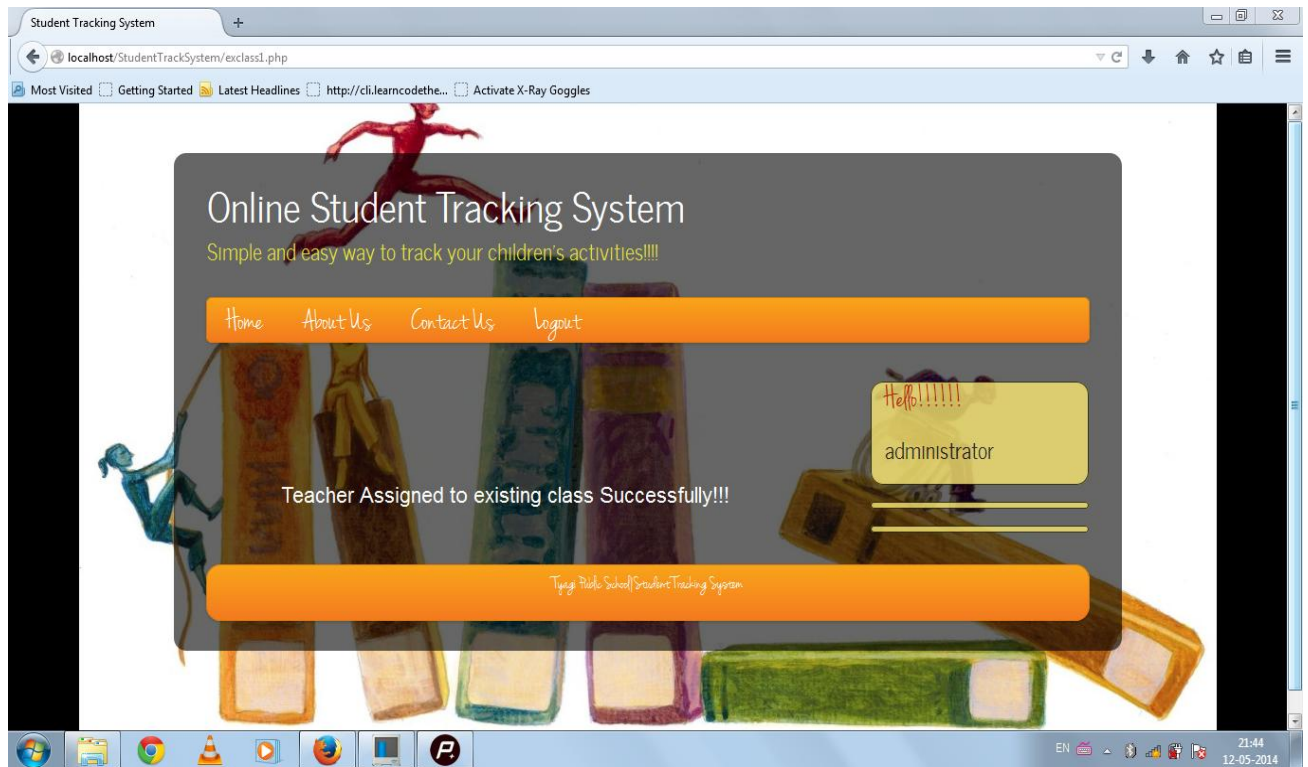 Student Tracking System
localhost/StudentTrackSystem/exclass1.php
Most Visited Getting Started Latest Headlines http://cli.learncodethe... Activate X-Ray Goggles
Online Student Tracking System
Simple and easy way to track your children's activities!!!!
Home About Us Contact Us Logout
Hello!!!!!!
administrator
Teacher Assigned to existing class Successfully!!!
Tyagi Public School|Student Tracking System
EN
21:44
12-05-2014